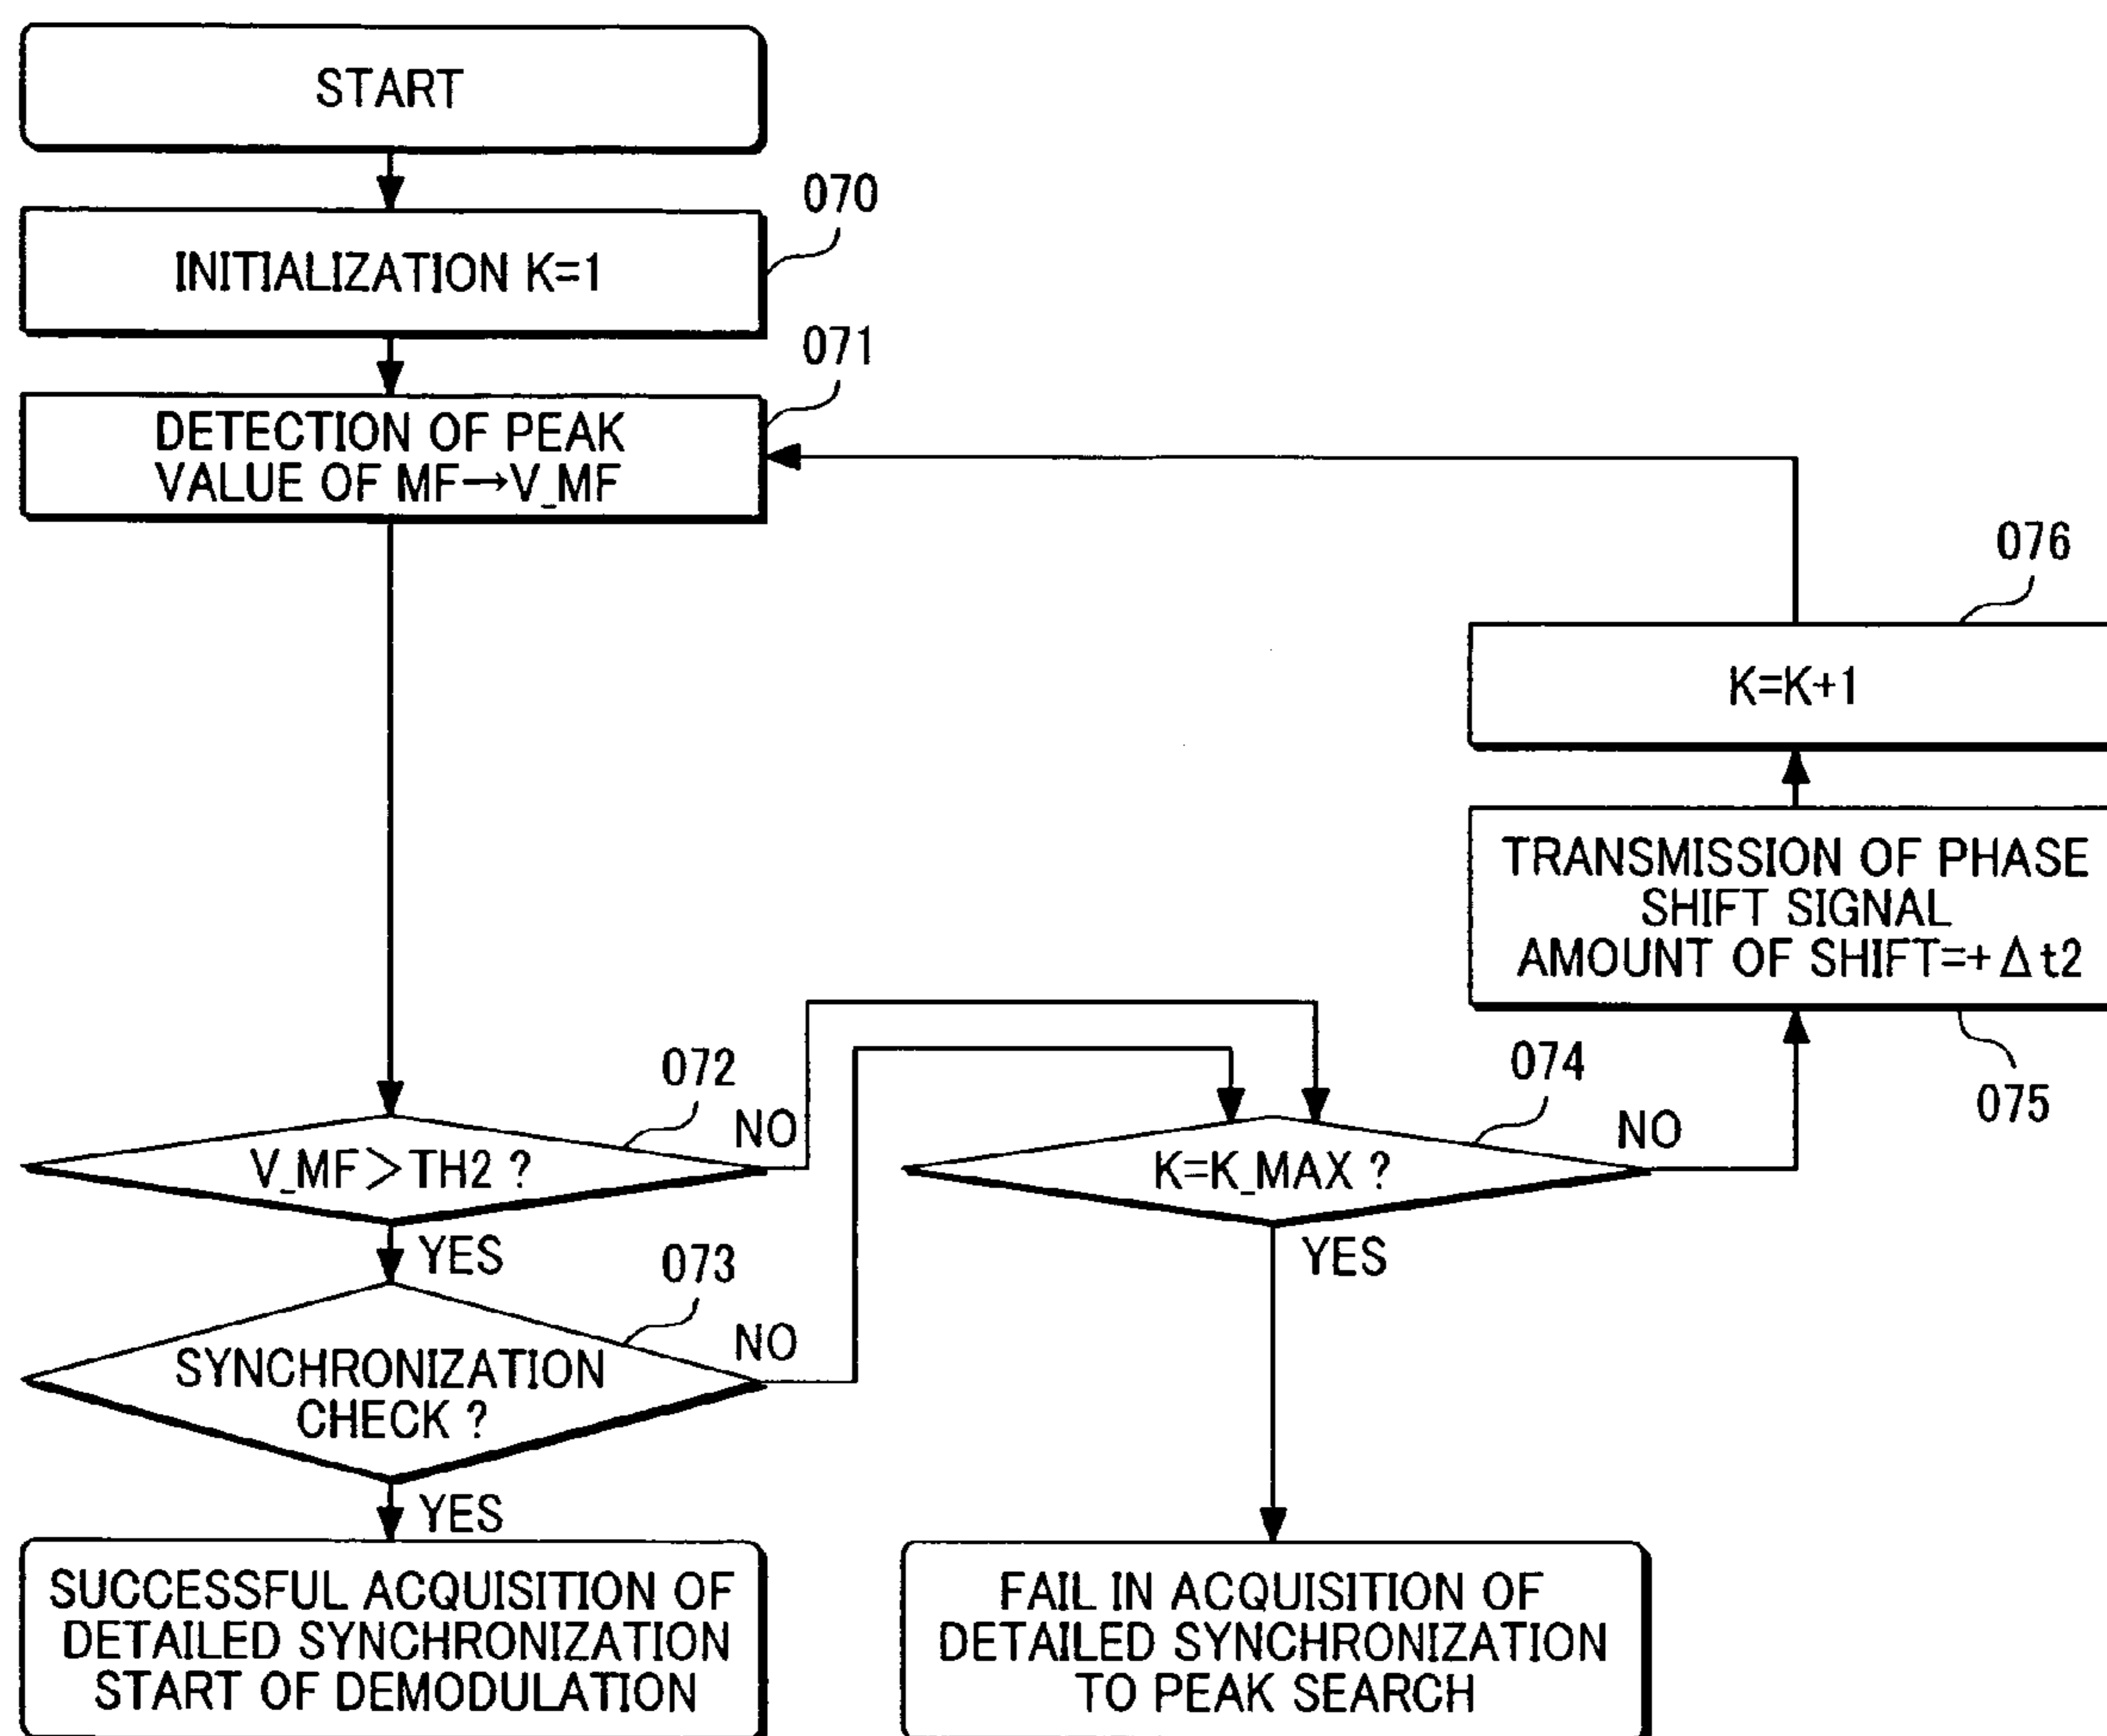 START
070
INITIALIZATION K=1
071
DETECTION OF PEAK
VALUE OF MF→V_MF
076
K=K+1
TRANSMISSION OF PHASE
SHIFT SIGNAL
AMOUNT OF SHIFT=+Δt2
075
072
NO
V_MF>TH2 ?
YES
074
NO
K=K_MAX ?
YES
073
NO
SYNCHRONIZATION
CHECK ?
YES
SUCCESSFUL ACQUISITION OF
DETAILED SYNCHRONIZATION
START OF DEMODULATION
FAIL IN ACQUISITION OF
DETAILED SYNCHRONIZATION
TO PEAK SEARCH